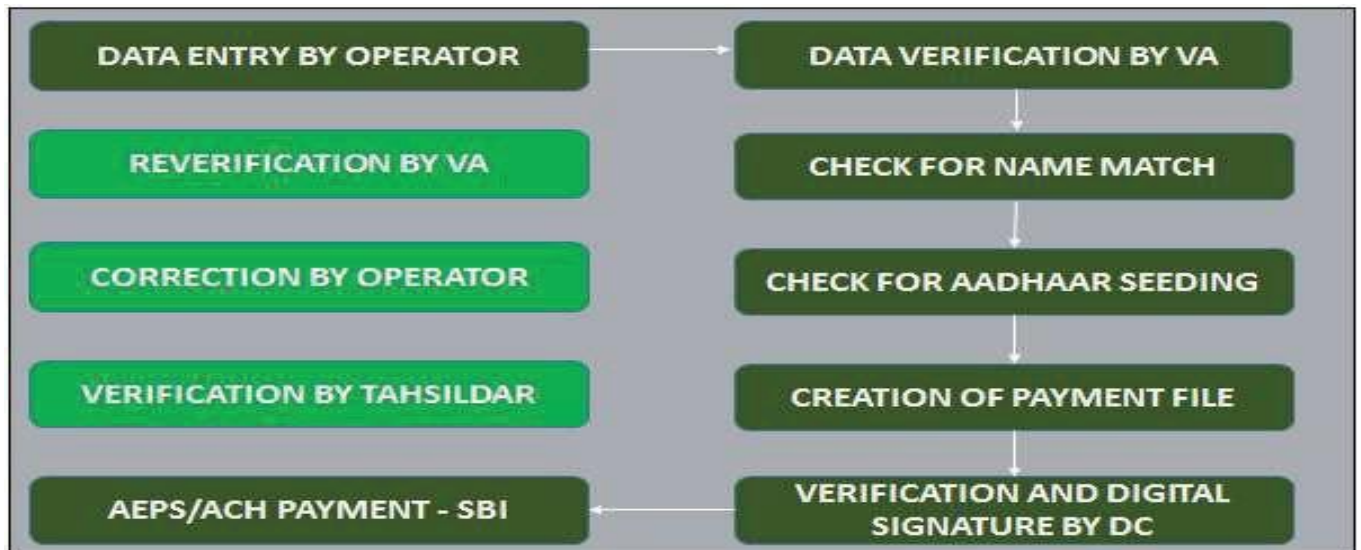 DATA ENTRY BY OPERATOR
DATA VERIFICATION BY VA
REVERIFICATION BY VA
CHECK FOR NAME MATCH
CORRECTION BY OPERATOR
CHECK FOR AADHAAR SEEDING
VERIFICATION BY TAHSILDAR
CREATION OF PAYMENT FILE
AEPS/ACH PAYMENT - SBI
VERIFICATION AND DIGITAL
SIGNATURE BY DC